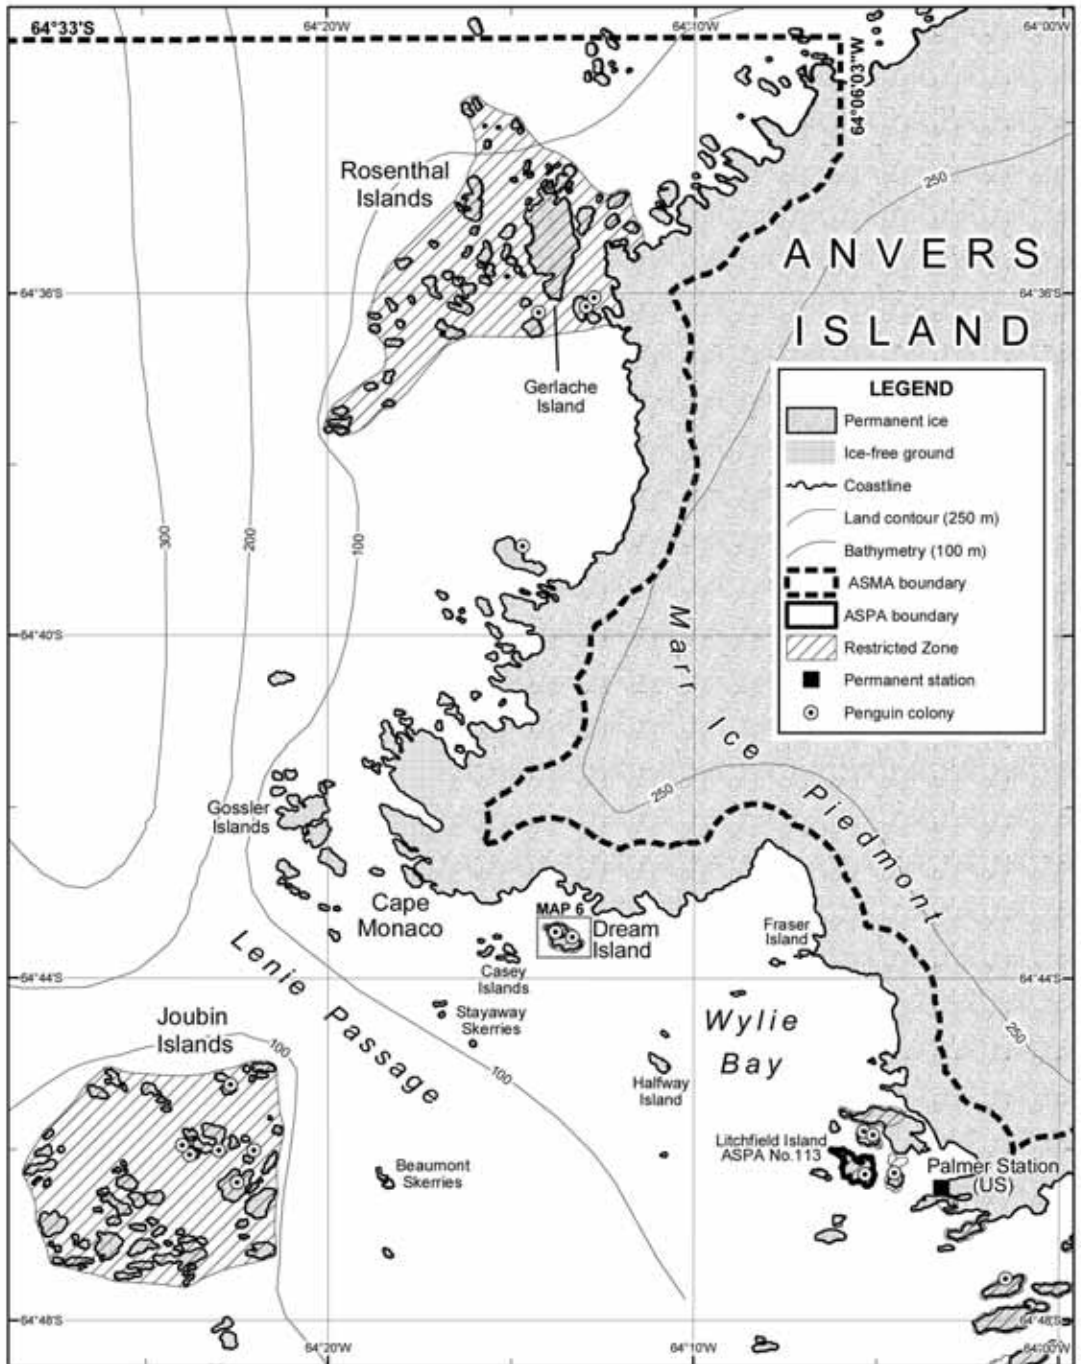 64°20'W
64°10'W
64°00'W
64°33'S
64°06'03"W
Rosenthal
Islands
250
ANVERS
ISLAND
64°36'S
64°36'S
Gerlache
Island
LEGEND
Permanent ice
Ice-free ground
Coastline
Land contour (250 m)
Bathymetry (100 m)
ASMA boundary
ASPA boundary
Restricted Zone
Permanent station
Penguin colony
300
200
100
64°40'S
Marr Ice Piedmont
250
Gossler
Islands
Cape
Monaco
MAP 6
Dream
Island
Fraser
Island
Casey
Islands
64°44'S
64°44'S
Lenie Passage
Stayaway
Skerries
Wylie
Bay
250
Joubin
Islands
100
100
Halfway
Island
Litchfield Island
ASPA No.113
Beaumont
Skerries
Palmer Station
(US)
64°48'S
64°48'S
64°20'W
64°10'W
64°00'W